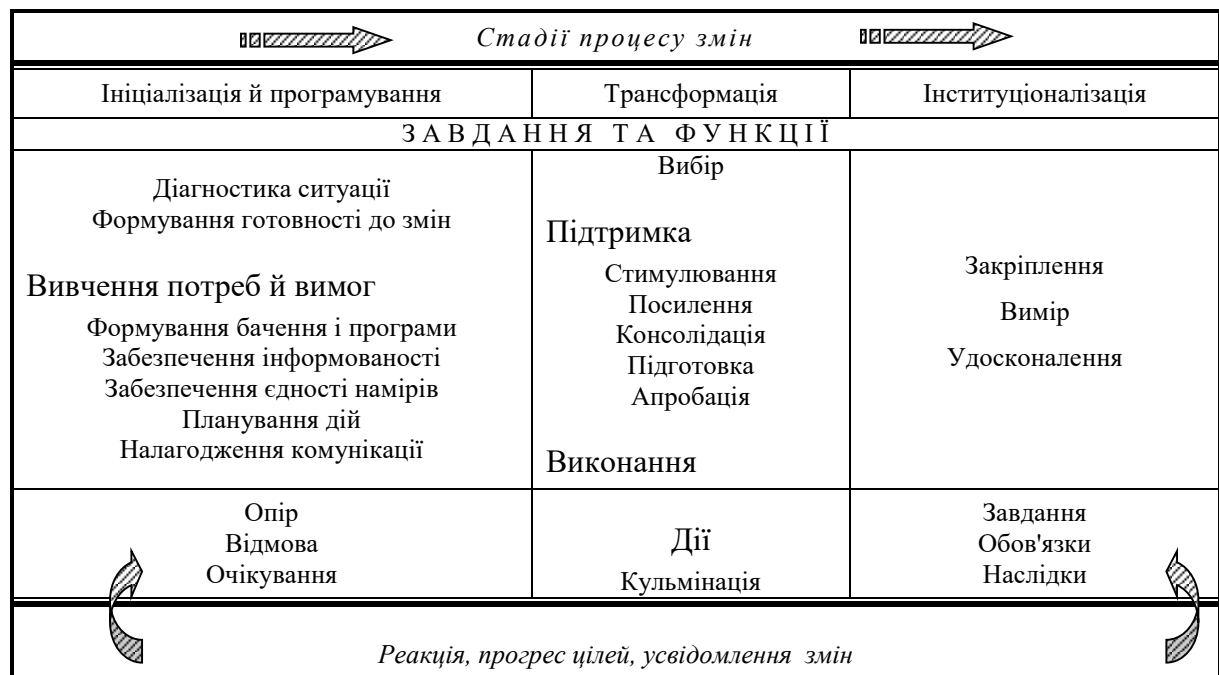 Стадії процесу змін
Ініціалізація й програмування
Трансформація
Інституціоналізація
ЗАВДАННЯ ТА ФУНКЦІЇ
Діагностика ситуації
Формування готовності до змін
Вивчення потреб й вимог
Формування бачення і програми
Забезпечення інформованості
Забезпечення єдності намірів
Планування дій
Налагодження комунікації
Вибір
Підтримка
Стимулювання
Посилення
Консолідація
Підготовка
Апробація
Виконання
Закріплення
Вимір
Удосконалення
Опір
Відмова
Очікування
Дії
Кульмінація
Завдання
Обов'язки
Наслідки
Реакція, прогрес цілей, усвідомлення змін